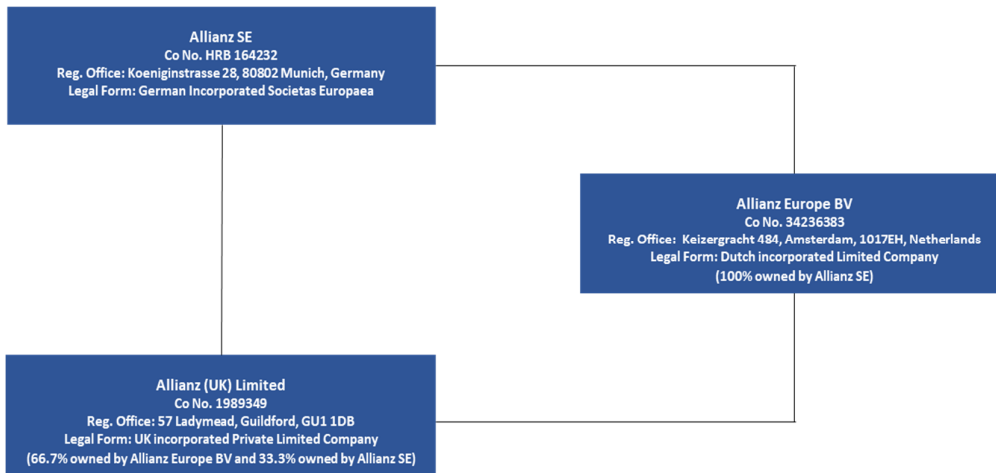 Allianz SE
Co No. HRB 164232
Reg. Office: Koeniginstrasse 28, 80802 Munich, Germany
Legal Form: German Incorporated Societas Europaea
Allianz Europe BV
Co No. 34236383
Reg. Office: Keizergracht 484, Amsterdam, 1017EH, Netherlands
Legal Form: Dutch incorporated Limited Company
(100% owned by Allianz SE)
Allianz (UK) Limited
Co No. 1989349
Reg. Office: 57 Ladymead, Guildford, GU1 1DB
Legal Form: UK incorporated Private Limited Company
(66.7% owned by Allianz Europe BV and 33.3% owned by Allianz SE)